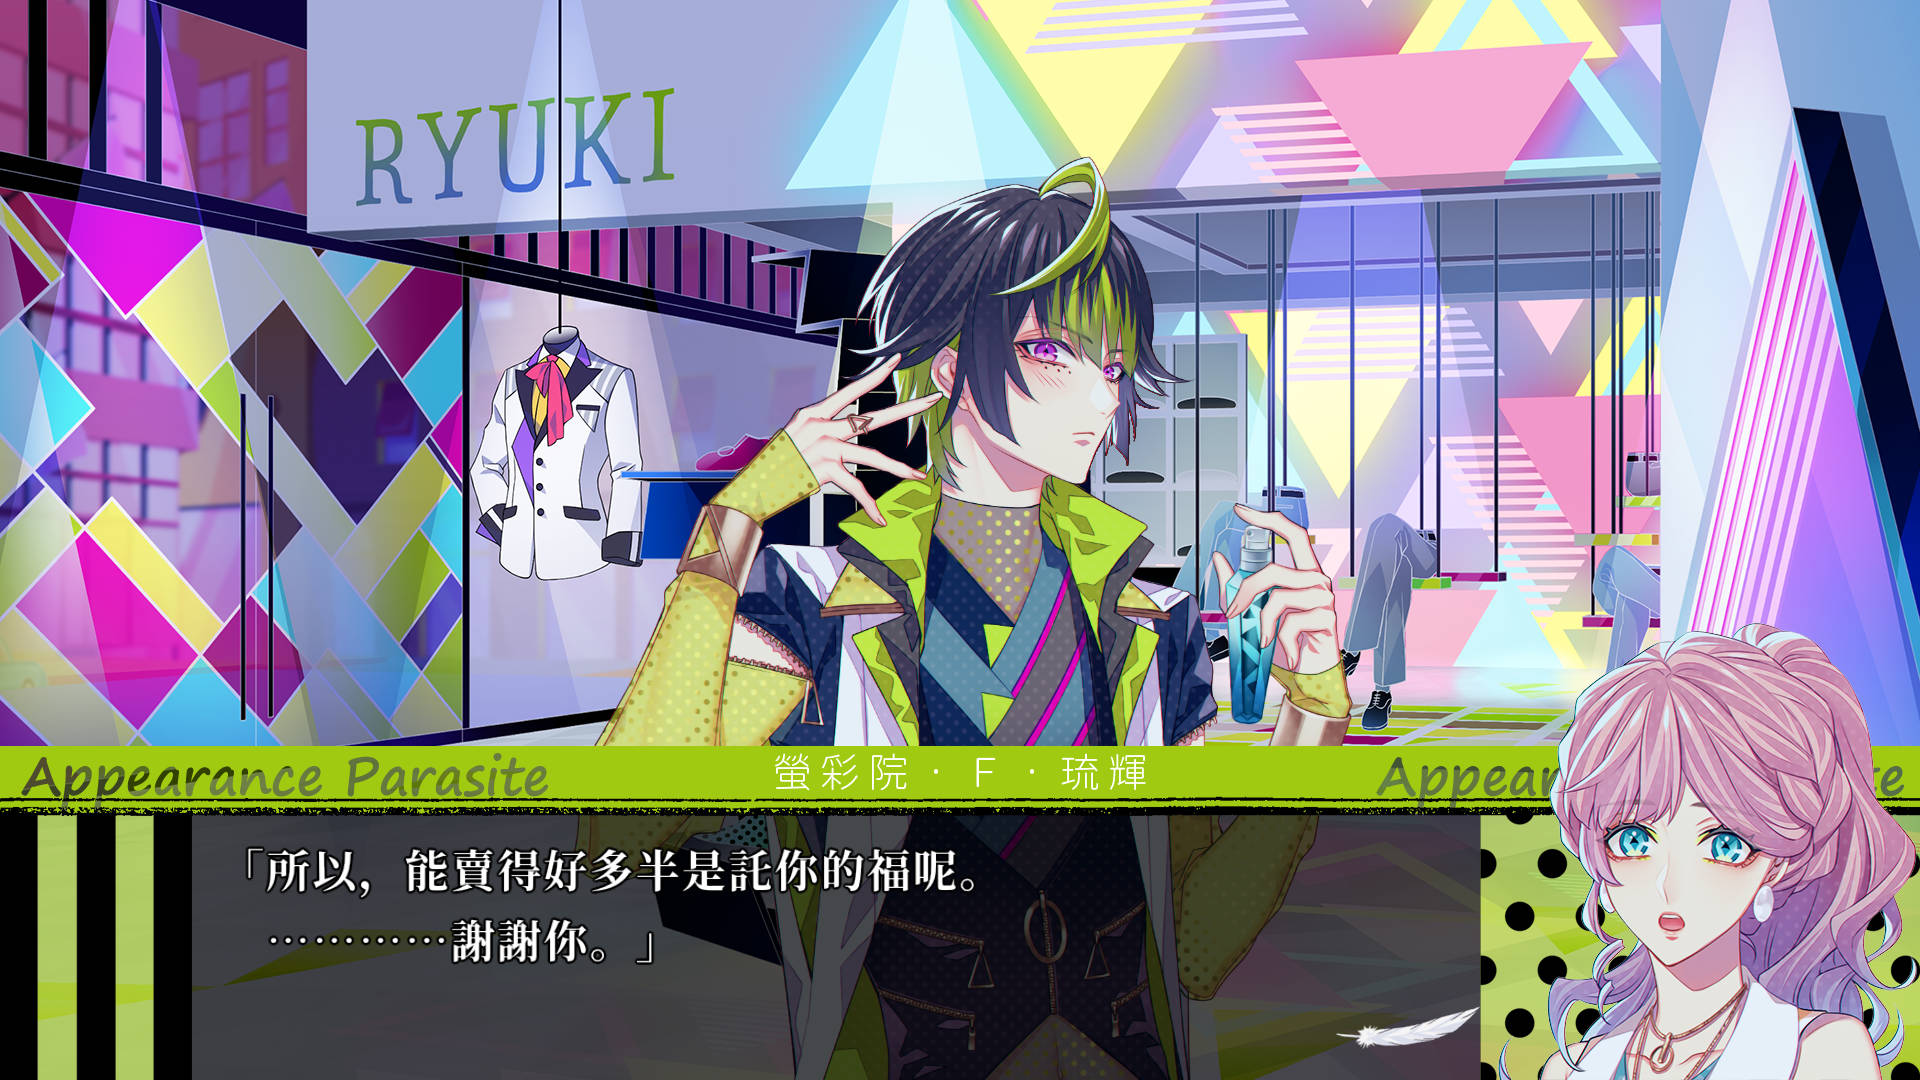 RYUKI
Appearance Parasite
螢彩院・F・琉輝
Appear
te
「所以，能賣得好多半是託你的福呢。
…………謝謝你。」